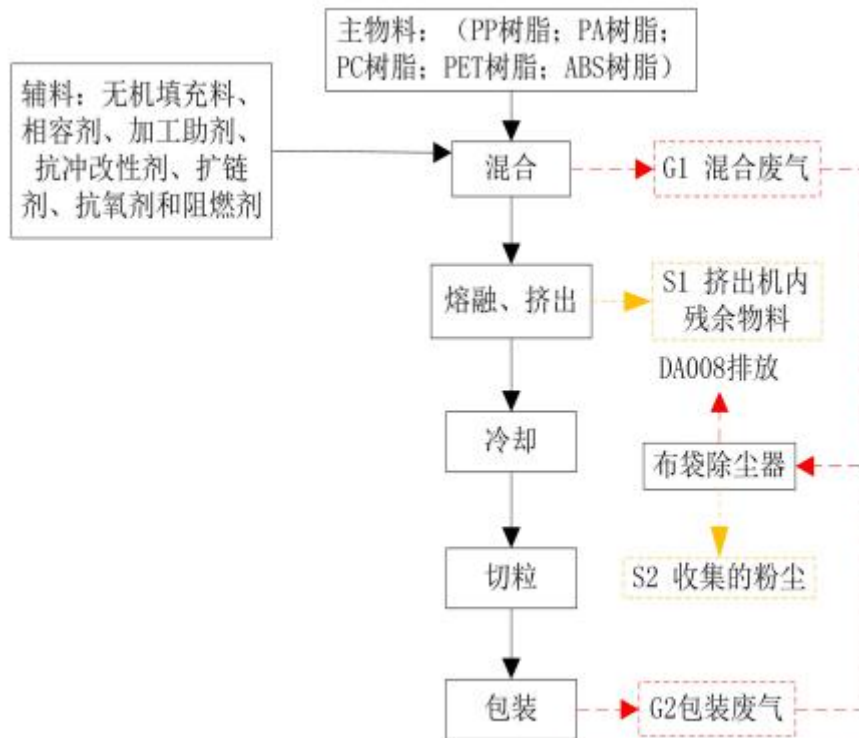 主物料：（PP树脂；PA树脂；
PC树脂；PET树脂；ABS树脂）
辅料：无机填充料、
相容剂、加工助剂、
抗冲改性剂、扩链
剂、抗氧剂和阻燃剂
混合
G1 混合废气
熔融、挤出
S1 挤出机内
残余物料
DA008排放
冷却
布袋除尘器
切粒
S2 收集的粉尘
包装
G2包装废气